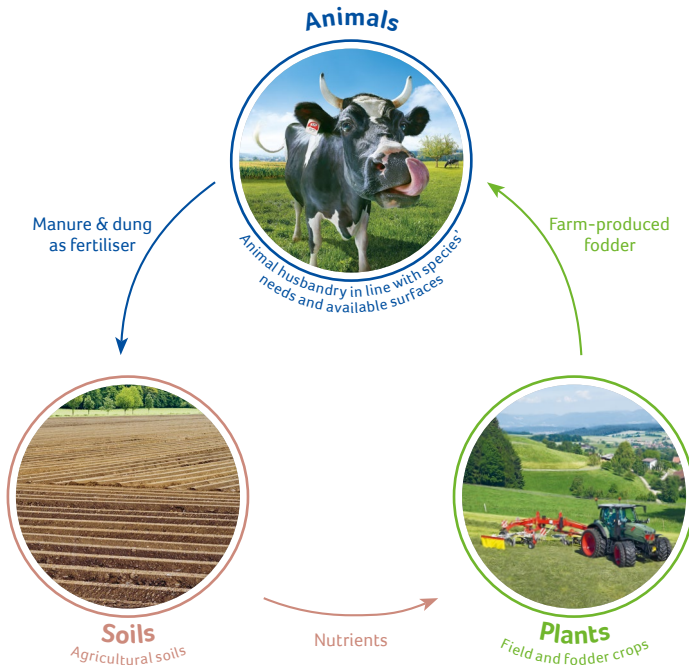 Animals
Animal husbandry in line with species'
needs and available surfaces
Manure & dung
as fertiliser
Farm-produced
fodder
Soils
Agricultural soils
Nutrients
Plants
Field and fodder crops